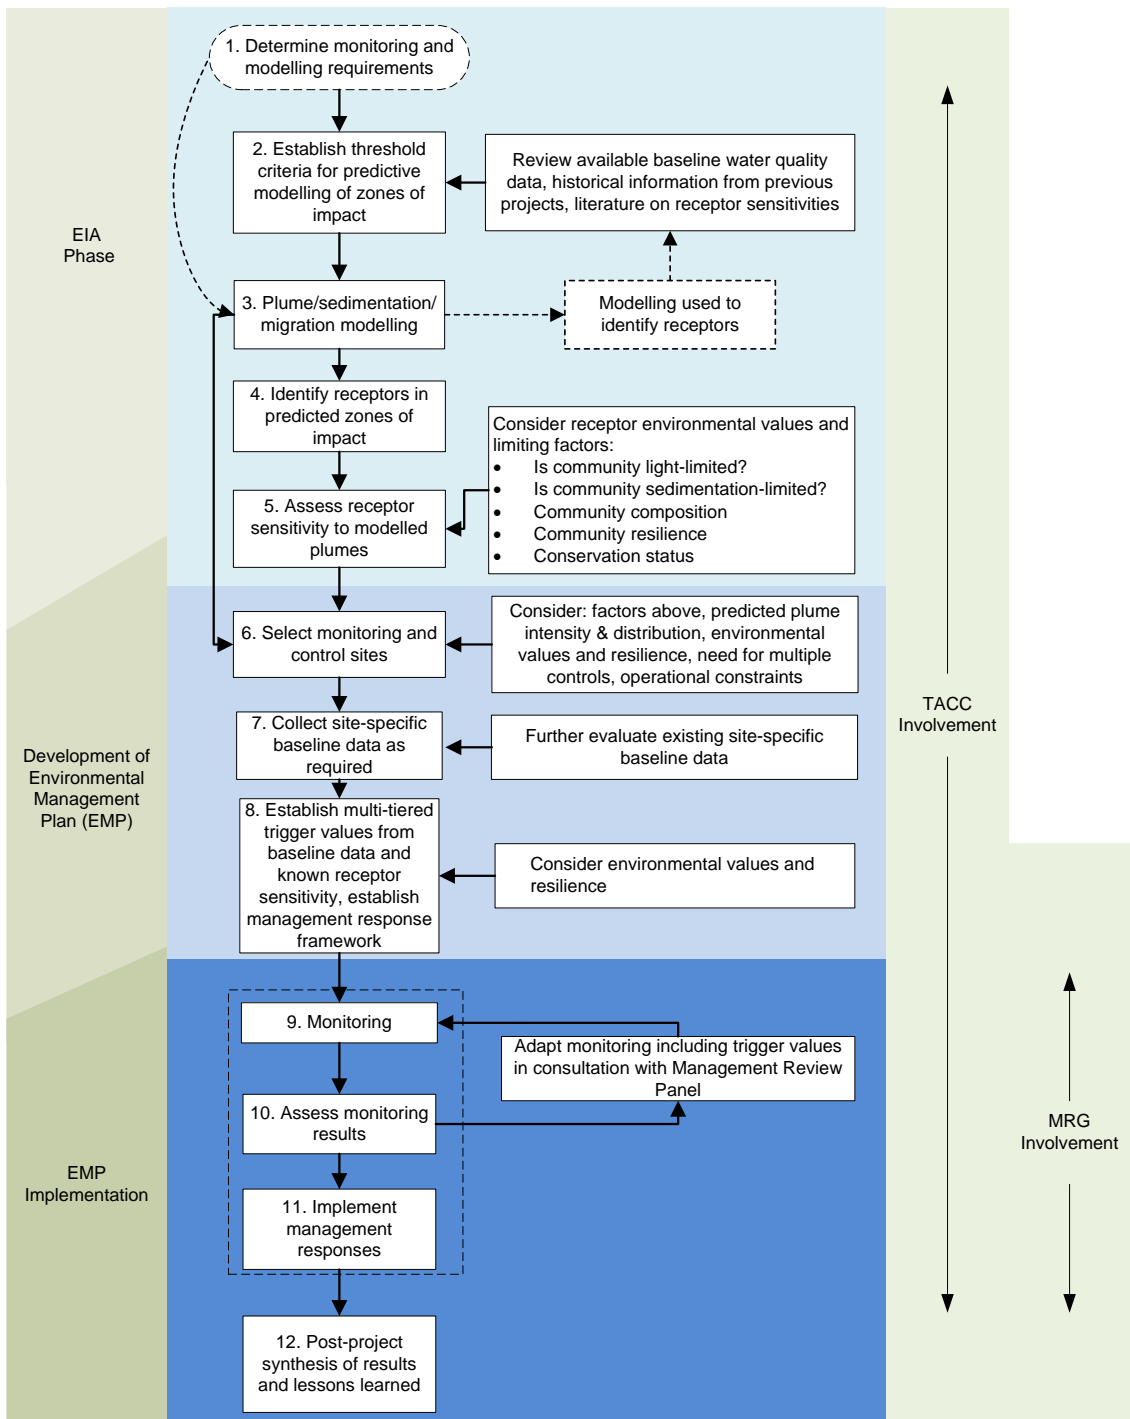 1. Determine monitoring and
modelling requirements
2. Establish threshold
criteria for predictive
modelling of zones of
impact
Review available baseline water quality
data, historical information from previous
projects, literature on receptor sensitivities
EIA
Phase
3. Plume/sedimentation/
migration modelling
Modelling used to
identify receptors
4. Identify receptors in
predicted zones of
impact
Consider receptor environmental values and
limiting factors:
• Is community light-limited?
• Is community sedimentation-limited?
• Community composition
• Community resilience
• Conservation status
5. Assess receptor
sensitivity to modelled
plumes
6. Select monitoring and
control sites
Consider: factors above, predicted plume
intensity & distribution, environmental
values and resilience, need for multiple
controls, operational constraints
TACC
Involvement
7. Collect site-specific
baseline data as
required
Further evaluate existing site-specific
baseline data
Development of
Environmental
Management
Plan (EMP)
8. Establish multi-tiered
trigger values from
baseline data and
known receptor
sensitivity, establish
management response
framework
Consider environmental values and
resilience
9. Monitoring
Adapt monitoring including trigger values
in consultation with Management Review
Panel
10. Assess monitoring
results
MRG
Involvement
EMP
Implementation
11. Implement
management
responses
12. Post-project
synthesis of results
and lessons learned